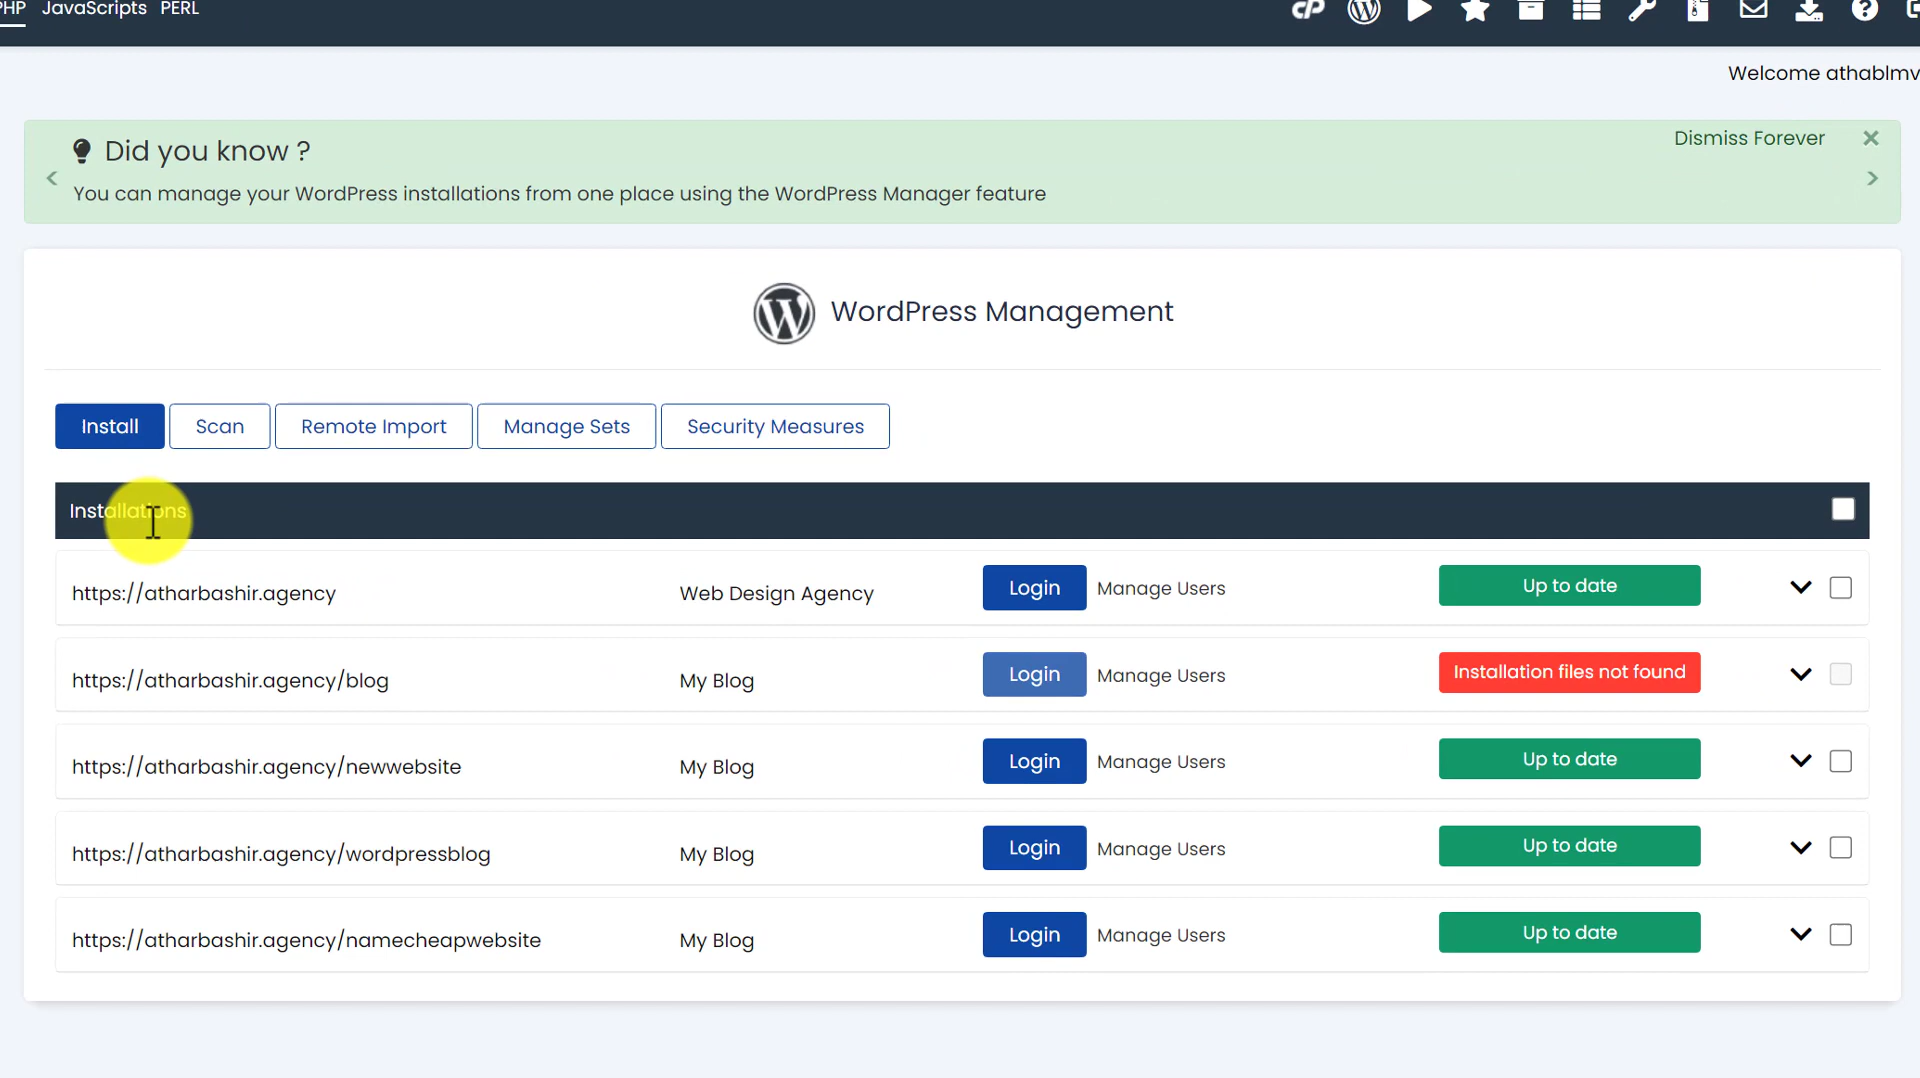 PHP JavaScripts PERL
Welcome athablmv
Did you know ?
Dismiss Forever
You can manage your WordPress installations from one place using the WordPress Manager feature
WordPress Management
Install Scan Remote Import Manage Sets Security Measures
Installations
https://atharbashir.agency Web Design Agency Login Manage Users Up to date
https://atharbashir.agency/blog My Blog Login Manage Users Installation files not found
https://atharbashir.agency/newwebsite My Blog Login Manage Users Up to date
https://atharbashir.agency/wordpressblog My Blog Login Manage Users Up to date
https://atharbashir.agency/namecheapwebsite My Blog Login Manage Users Up to date